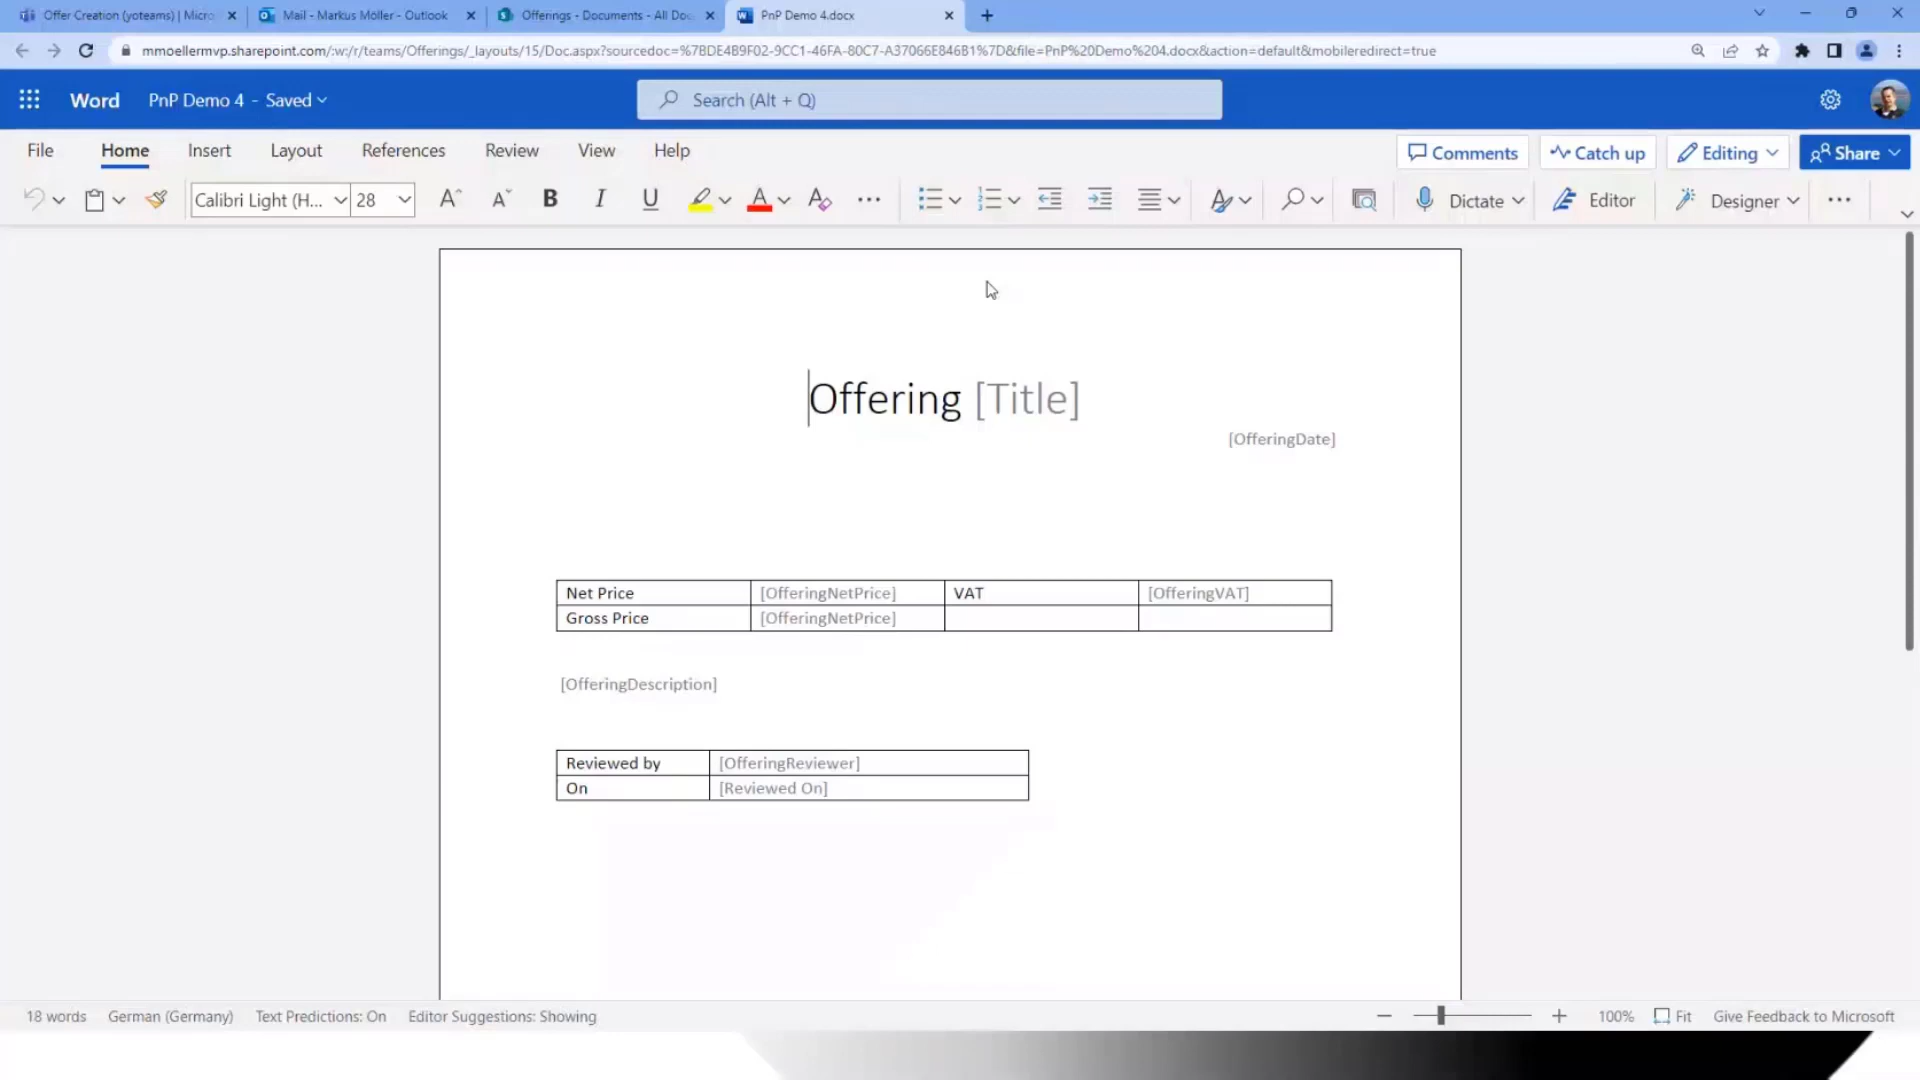 Offer Creation (yoteams) | Micro
Mail - Markus Möller - Outlook
Offerings - Documents - All Doc
PnP Demo 4.docx
mmoellermvp.sharepoint.com/:w:/r/teams/Offerings/_layouts/15/Doc.aspx?sourcedoc=%7BDE4B9F02-9CC1-46FA-80C7-A37066E846B1%7D&file=PnP%20Demo%204.docx&action=default&mobileredirect=true
Word PnP Demo 4 - Saved
Search (Alt + Q)
File Home Insert Layout References Review View Help
Comments Catch up Editing Share
Calibri Light (H... 28
Dictate Editor Designer
Offering [Title]
[OfferingDate]
Net Price [OfferingNetPrice] VAT [OfferingVAT]
Gross Price [OfferingNetPrice]
[OfferingDescription]
Reviewed by [OfferingReviewer]
On [Reviewed On]
18 words German (Germany) Text Predictions: On Editor Suggestions: Showing
100% Fit Give Feedback to Microsoft